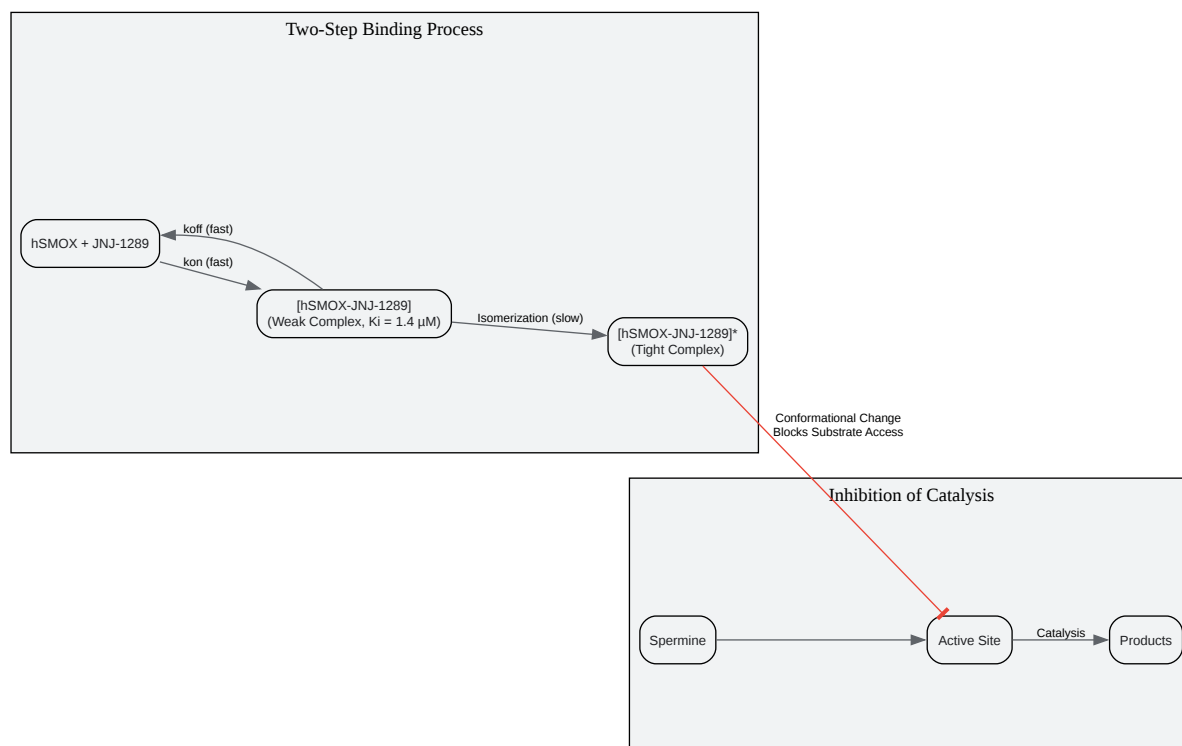 Two-Step Binding Process
koff (fast)
hSMOX + JNJ-1289
kon (fast)
[hSMOX-JNJ-1289]
(Weak Complex, Ki = 1.4 µM)
Isomerization (slow)
[hSMOX-JNJ-1289]*
(Tight Complex)
Conformational Change
Blocks Substrate Access
Inhibition of Catalysis
Spermine
Active Site
Catalysis
Products